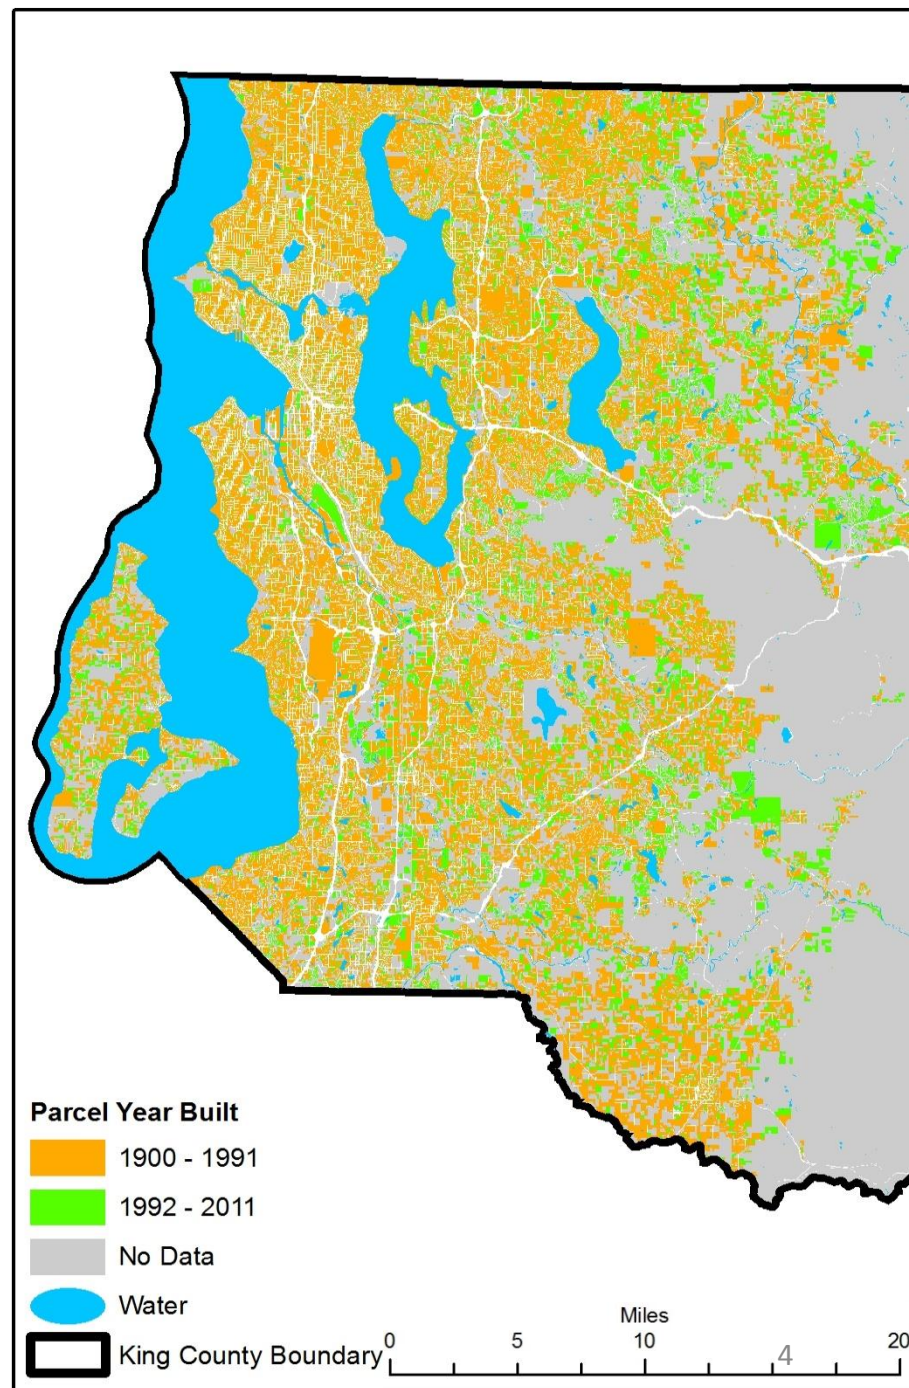 Parcel Year Built
1900 - 1991
1992 - 2011
No Data
Water
King County Boundary
Miles
0 5 10 20
4